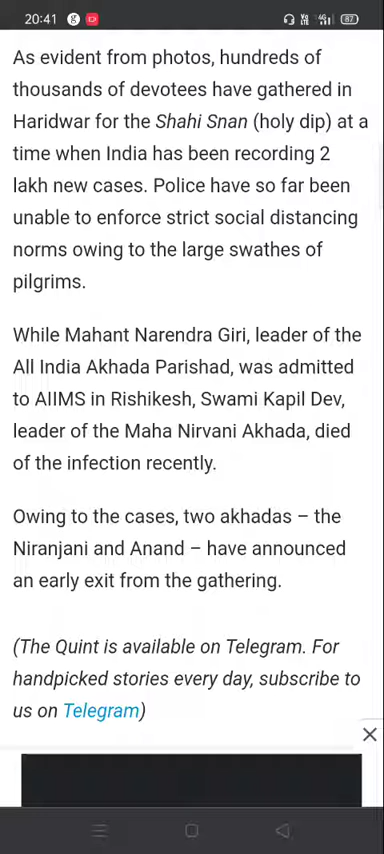 20:41
87
As evident from photos, hundreds of
thousands of devotees have gathered in
Haridwar for the Shahi Snan (holy dip) at a
time when India has been recording 2
lakh new cases. Police have so far been
unable to enforce strict social distancing
norms owing to the large swathes of
pilgrims.
While Mahant Narendra Giri, leader of the
All India Akhada Parishad, was admitted
to AIIMS in Rishikesh, Swami Kapil Dev,
leader of the Maha Nirvani Akhada, died
of the infection recently.
Owing to the cases, two akhadas – the
Niranjani and Anand – have announced
an early exit from the gathering.
(The Quint is available on Telegram. For
handpicked stories every day, subscribe to
us on Telegram)